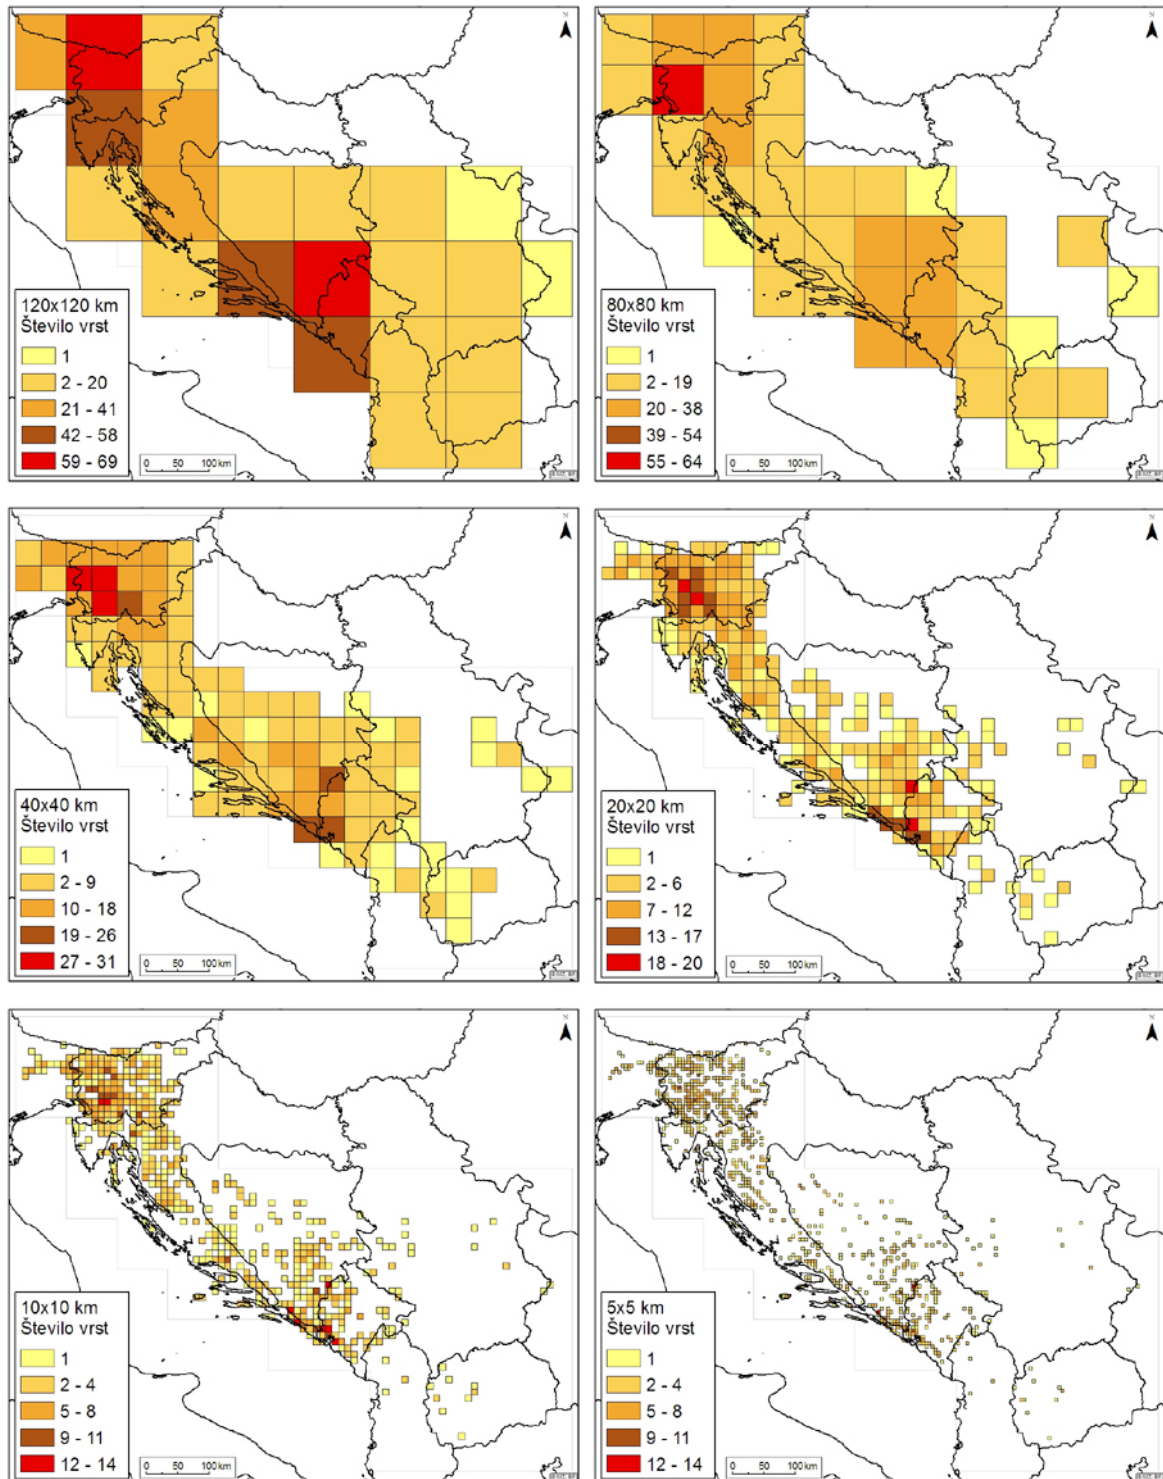 N
120x120 km
Število vrst
1
2 - 20
21 - 41
42 - 58
59 - 69
0 50 100 km
N
80x80 km
Število vrst
1
2 - 19
20 - 38
39 - 54
55 - 64
0 50 100 km
N
40x40 km
Število vrst
1
2 - 9
10 - 18
19 - 26
27 - 31
0 50 100 km
N
20x20 km
Število vrst
1
2 - 6
7 - 12
13 - 17
18 - 20
0 50 100 km
N
10x10 km
Število vrst
1
2 - 4
5 - 8
9 - 11
12 - 14
0 50 100 km
N
5x5 km
Število vrst
1
2 - 4
5 - 8
9 - 11
12 - 14
0 50 100 km